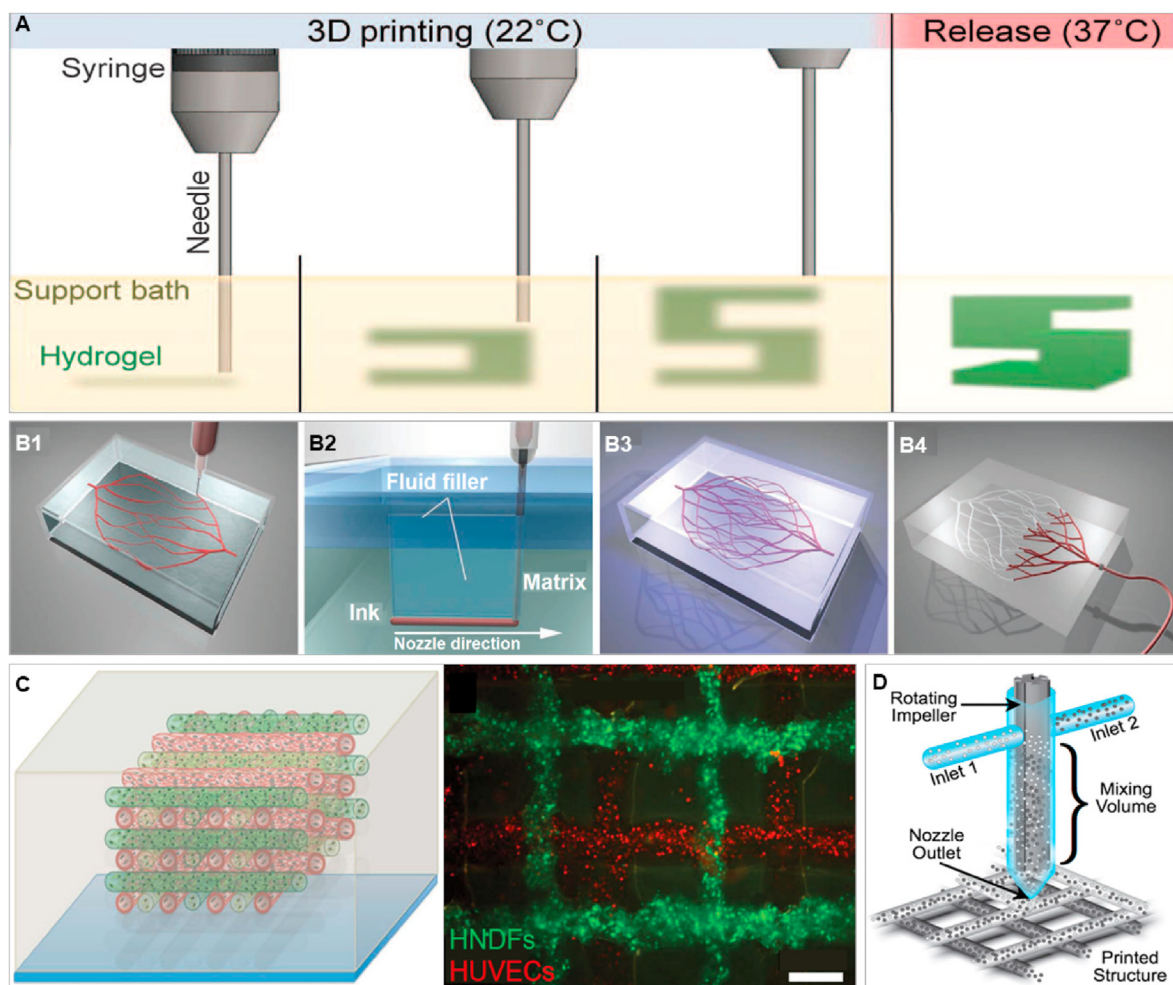 A
3D printing (22˚C)
Release (37˚C)
Syringe
Needle
Support bath
Hydrogel
B1
B2
Fluid filler
Matrix
Ink
Nozzle direction
B3
B4
C
HNDFs
HUVECs
D
Rotating
Impeller
Inlet 2
Inlet 1
Mixing
Volume
Nozzle
Outlet
Printed
Structure